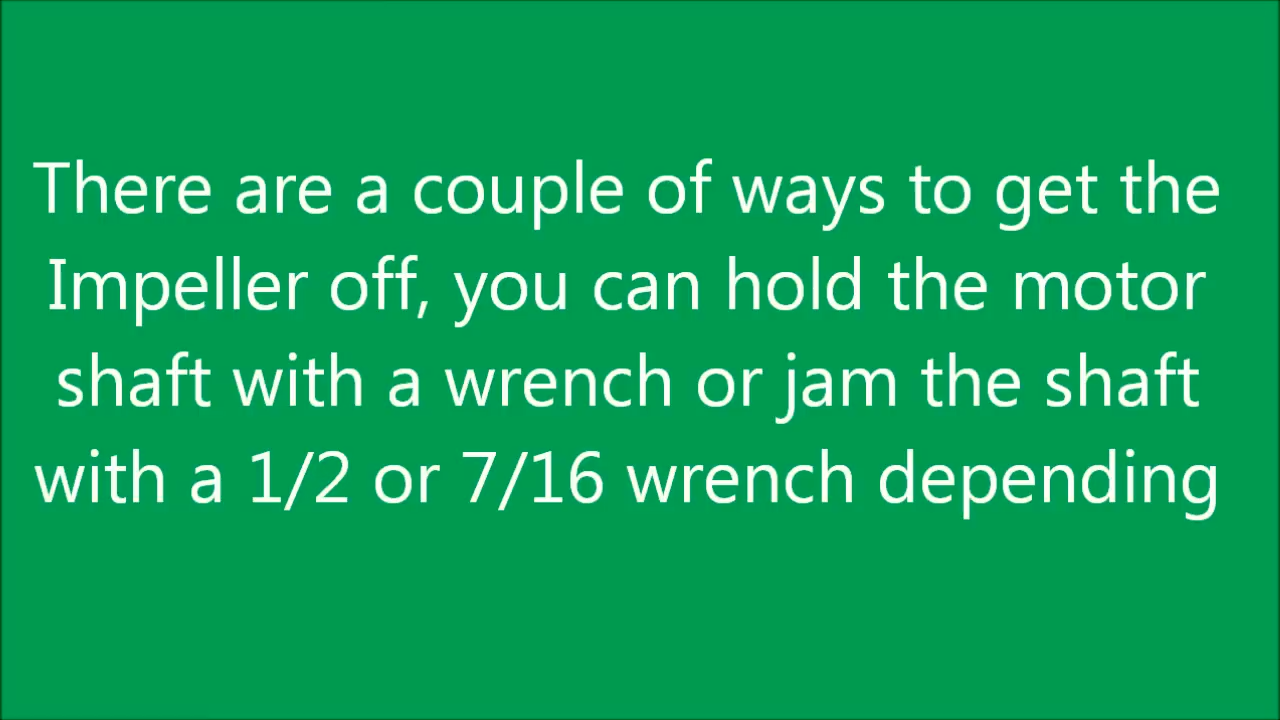 There are a couple of ways to get the
Impeller off, you can hold the motor
shaft with a wrench or jam the shaft
with a 1/2 or 7/16 wrench depending